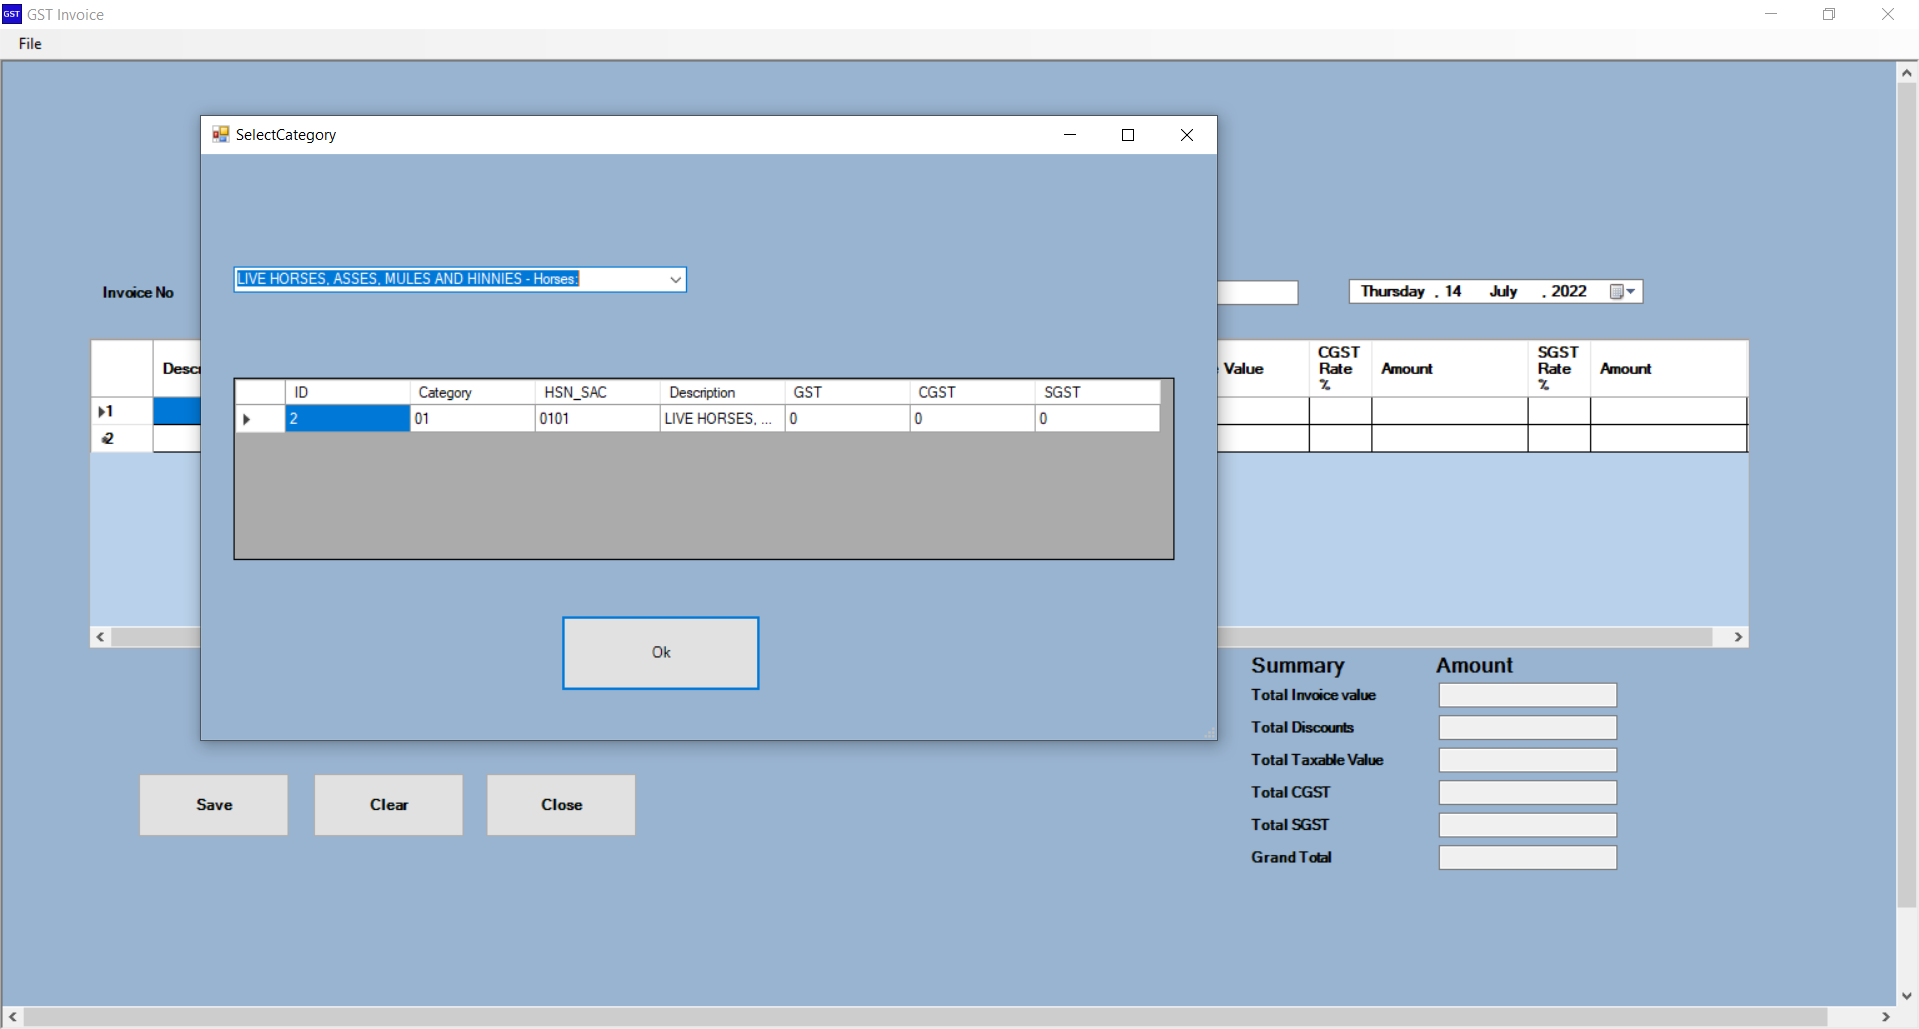 GST GST Invoice
File
SelectCategory
LIVE HORSES, ASSES, MULES AND HINNIES - Horses:
Invoice No
Thursday , 14 July , 2022
ID Category HSN_SAC Description GST CGST SGST
2 01 0101 LIVE HORSES, ... 0 0 0
Ok
Value CGST Rate % Amount SGST Rate % Amount
1
2
Summary Amount
Total Invoice value
Total Discounts
Total Taxable Value
Total CGST
Total SGST
Grand Total
Save Clear Close